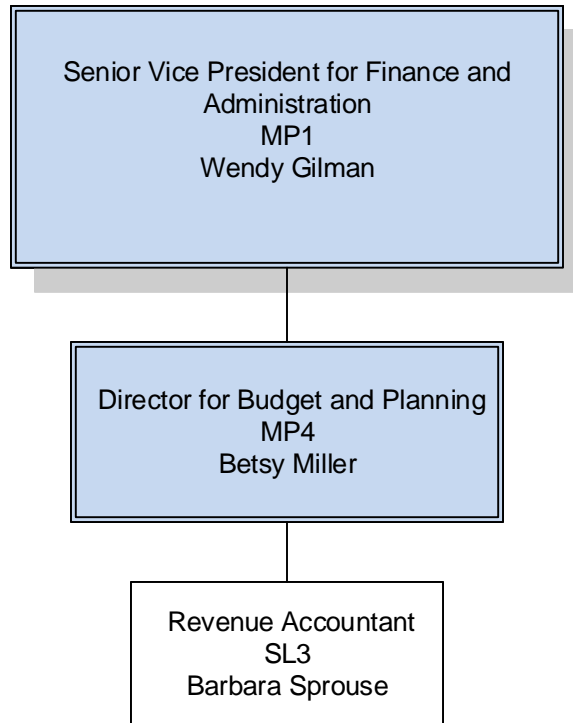 Senior Vice President for Finance and
Administration
MP1
Wendy Gilman
Director for Budget and Planning
MP4
Betsy Miller
Revenue Accountant
SL3
Barbara Sprouse